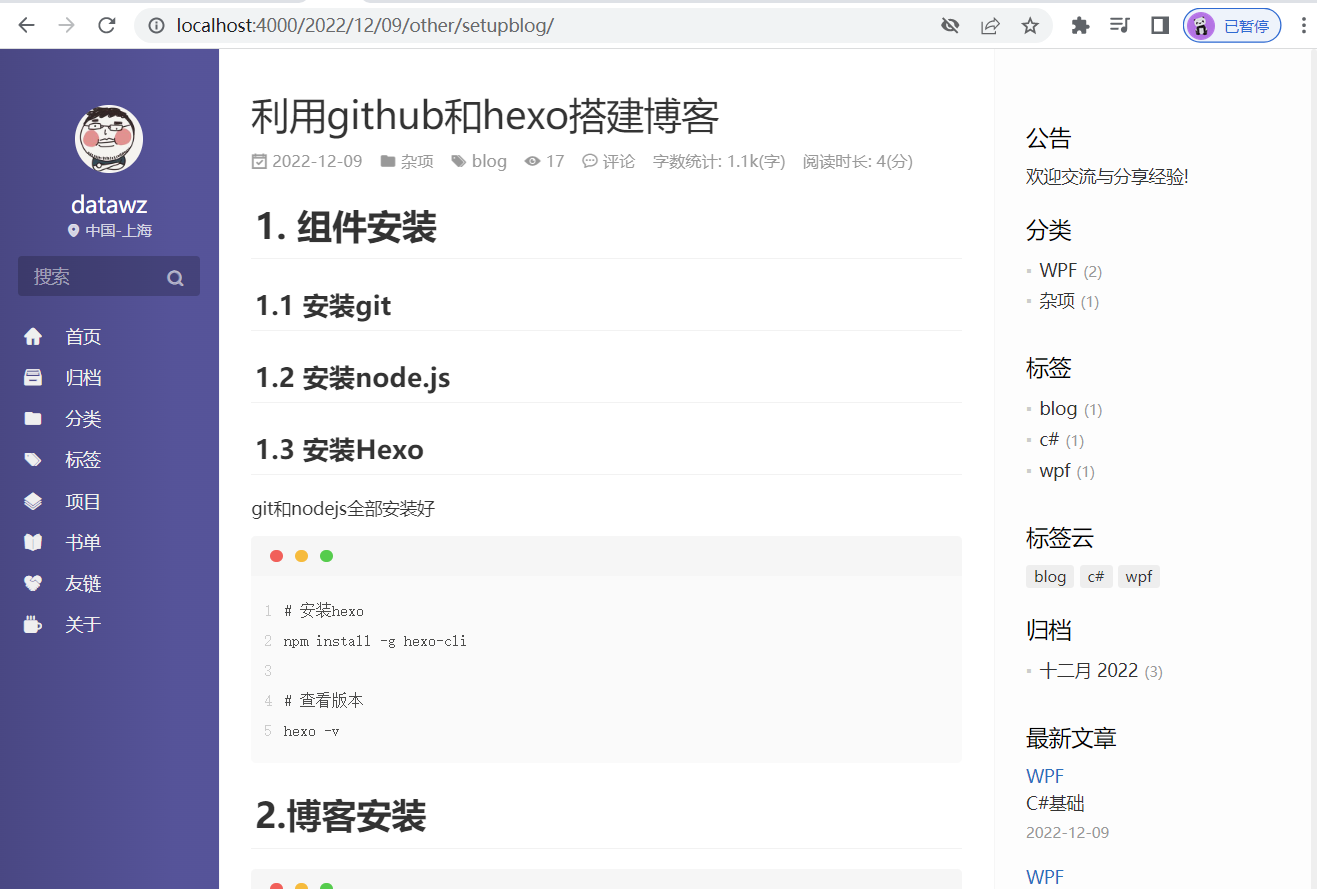 localhost:4000/2022/12/09/other/setupblog/
已暂停
datawz
中国-上海
搜索
首页
归档
分类
标签
项目
书单
友链
关于
利用github和hexo搭建博客
2022-12-09 杂项 blog 17 评论 字数统计: 1.1k(字) 阅读时长: 4(分)
1. 组件安装
1.1 安装git
1.2 安装node.js
1.3 安装Hexo
git和nodejs全部安装好
1 # 安装hexo
2 npm install -g hexo-cli
3
4 # 查看版本
5 hexo -v
2.博客安装
公告
欢迎交流与分享经验!
分类
WPF (2)
杂项 (1)
标签
blog (1)
c# (1)
wpf (1)
标签云
blog c# wpf
归档
十二月 2022 (3)
最新文章
WPF
C#基础
2022-12-09
WPF